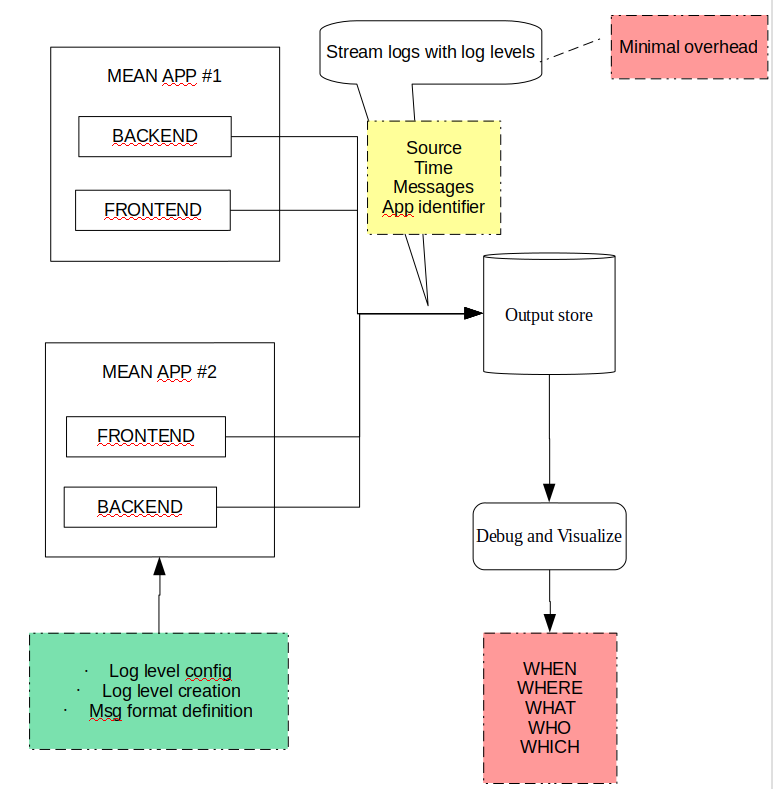 Stream logs with log levels
Minimal overhead
MEAN APP #1
BACKEND
FRONTEND
Source
Time
Messages
App identifier
Output store
MEAN APP #2
FRONTEND
BACKEND
Debug and Visualize
· Log level config
· Log level creation
· Msg format definition
WHEN
WHERE
WHAT
WHO
WHICH